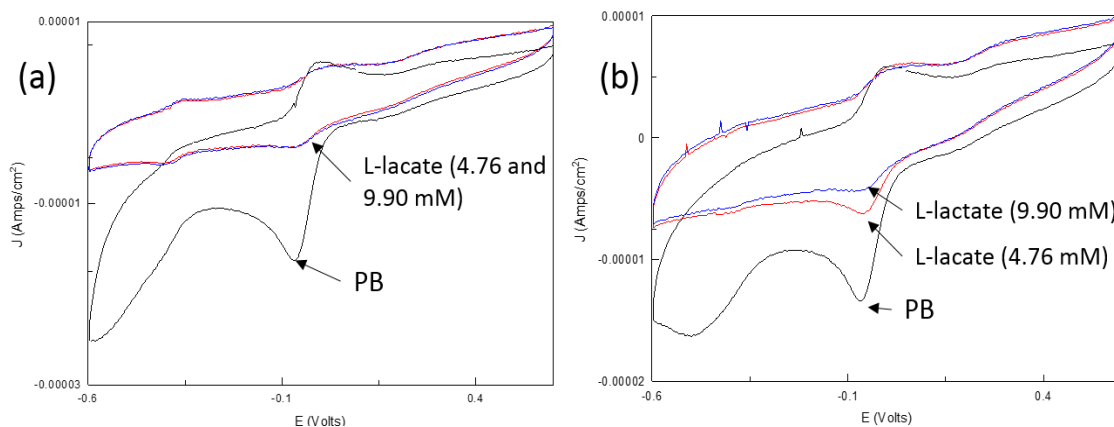 (a)
0.00001
-0.00001
-0.00003
J (Amps/cm²)
-0.6
-0.1
0.4
E (Volts)
L-lacate (4.76 and
9.90 mM)
PB
(b)
0.00001
0
-0.00001
-0.00002
J (Amps/cm²)
-0.6
-0.1
0.4
E (Volts)
L-lactate (9.90 mM)
L-lacate (4.76 mM)
PB